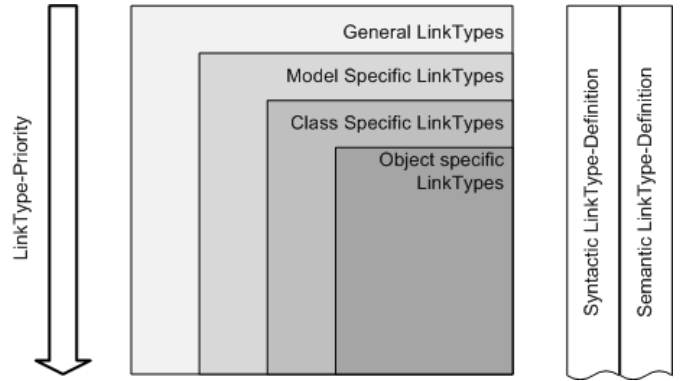 LinkType-Priority
General LinkTypes
Model Specific LinkTypes
Class Specific LinkTypes
Object specific
LinkTypes
Syntactic LinkType-Definition
Semantic LinkType-Definition